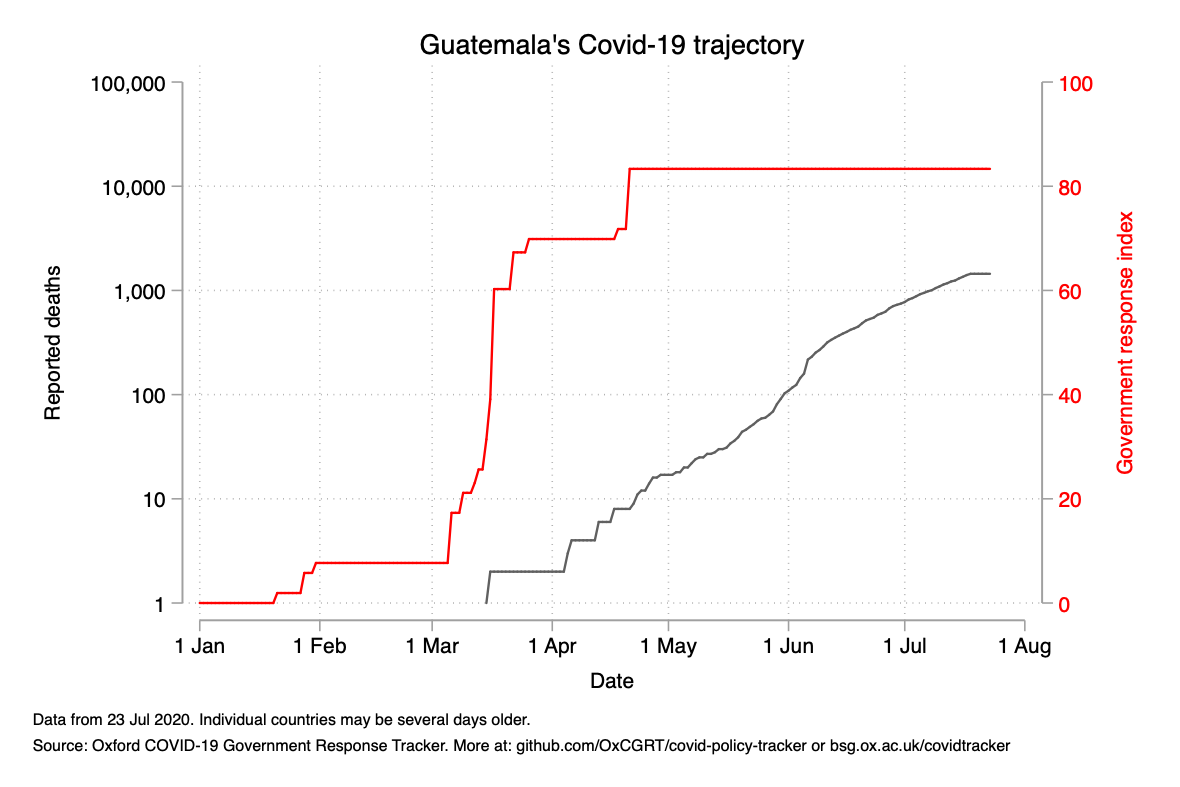 Guatemala's Covid-19 trajectory
100,000
10,000
1,000
100
10
1
Reported deaths
100
80
60
40
20
0
Government response index
1 Jan 1 Feb 1 Mar 1 Apr 1 May 1 Jun 1 Jul 1 Aug
Date
Data from 23 Jul 2020. Individual countries may be several days older.
Source: Oxford COVID-19 Government Response Tracker. More at: github.com/OxCGRT/covid-policy-tracker or bsg.ox.ac.uk/covidtracker